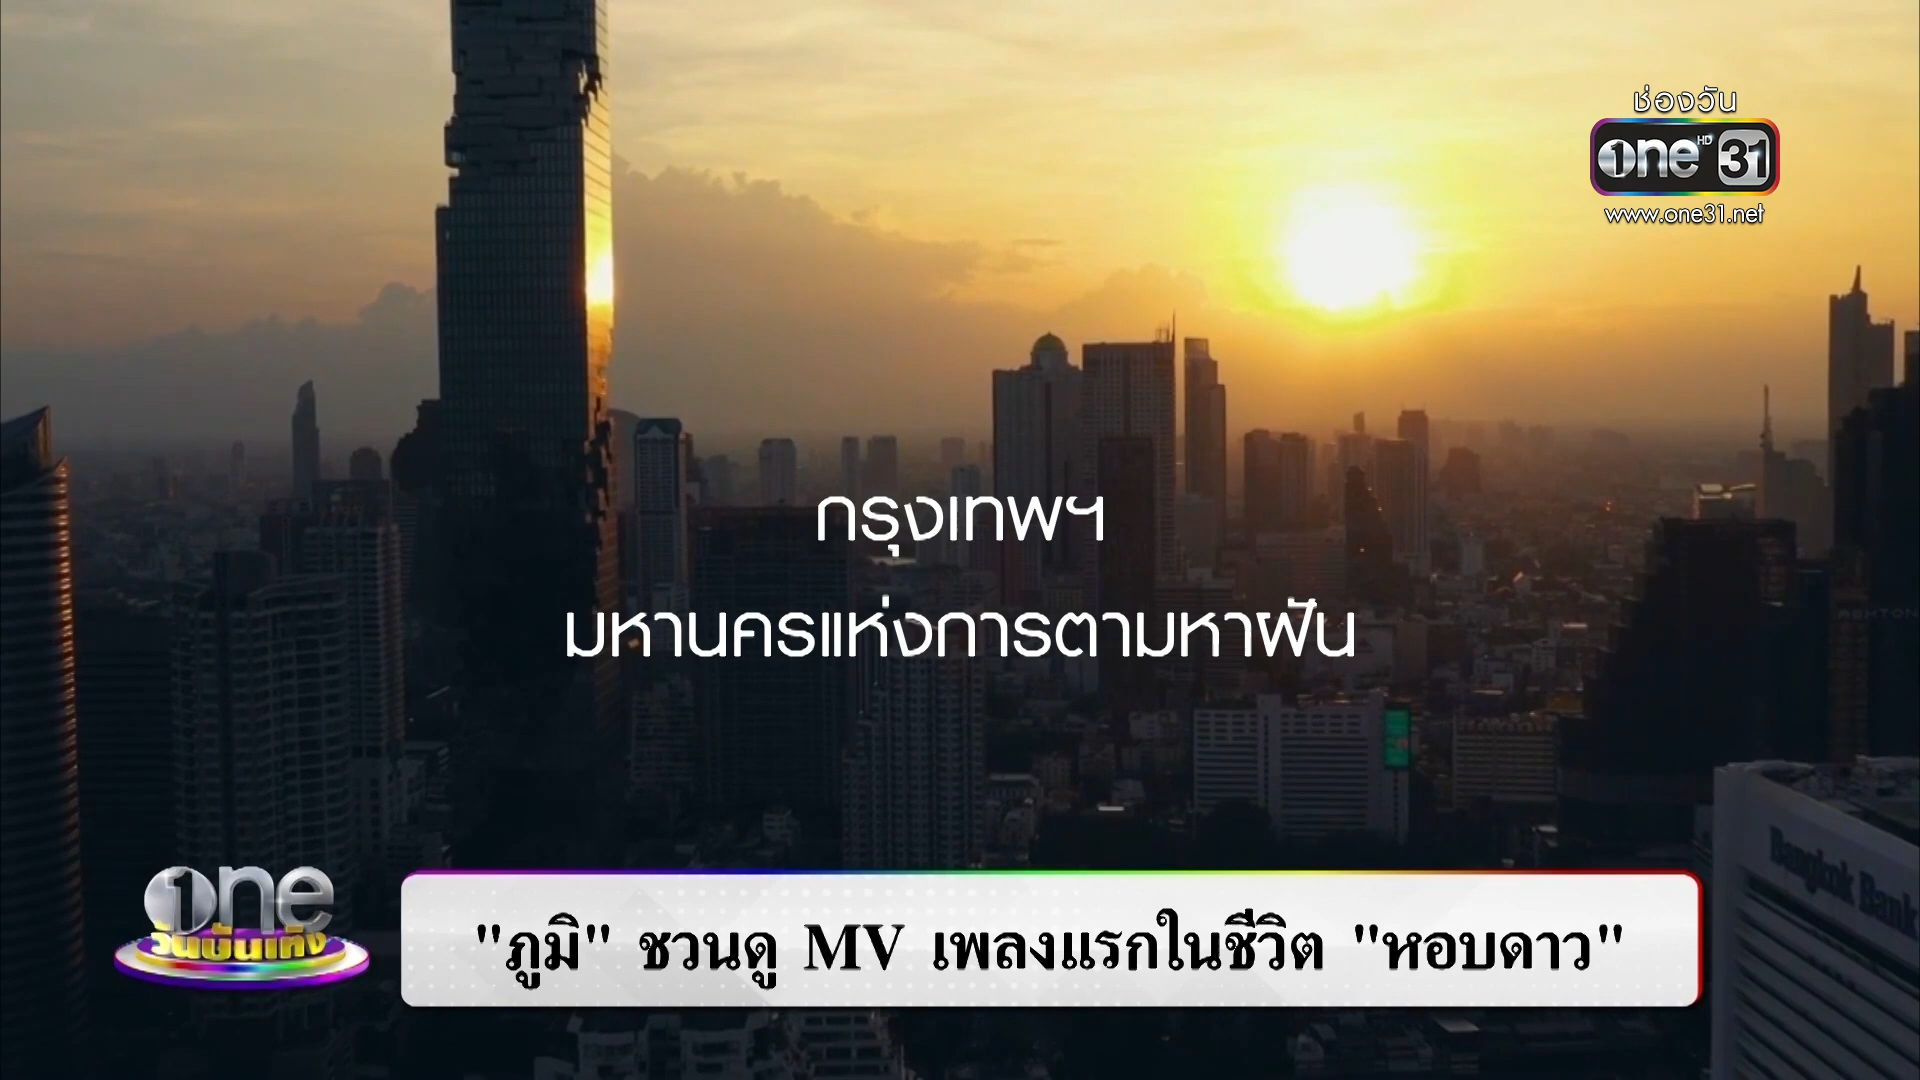 ช่องวัน
one HD 31
www.one31.net
กรุงเทพฯ
มหานครแห่งการตามหาฝัน
ASHTON
Bangkok Bank
one
วันบันเทิง
"ภูมิ" ชวนดู MV เพลงแรกในชีวิต "หอบดาว"